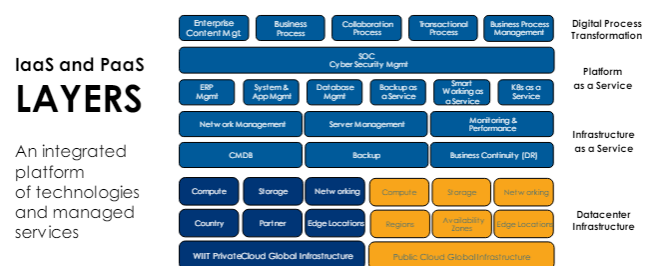 IaaS and PaaS
LAYERS
An integrated
platform
of technologies
and managed
services
Enterprise
Content Mgt.
Business
Process
Collaboration
Process
Transactional
Process
Business Process
Management
Digital Process
Transformation
SOC
Cyber Security Mgmt
ERP
Mgmt
System &
App Mgmt
Database
Mgmt
Backup as
a Service
Smart
Working as
a Service
K8s as a
Service
Platform
as a Service
Network Management
Server Management
Monitoring &
Performance
CMDB
Backup
Business Continuity (DR)
Infrastructure
as a Service
Compute
Storage
Networking
Compute
Storage
Networking
Country
Partner
Edge Locations
Regions
Availability
Zones
Edge Locations
Datacenter
Infrastructure
WIIT PrivateCloud Global Infrastructure
Public Cloud Global Infrastructure